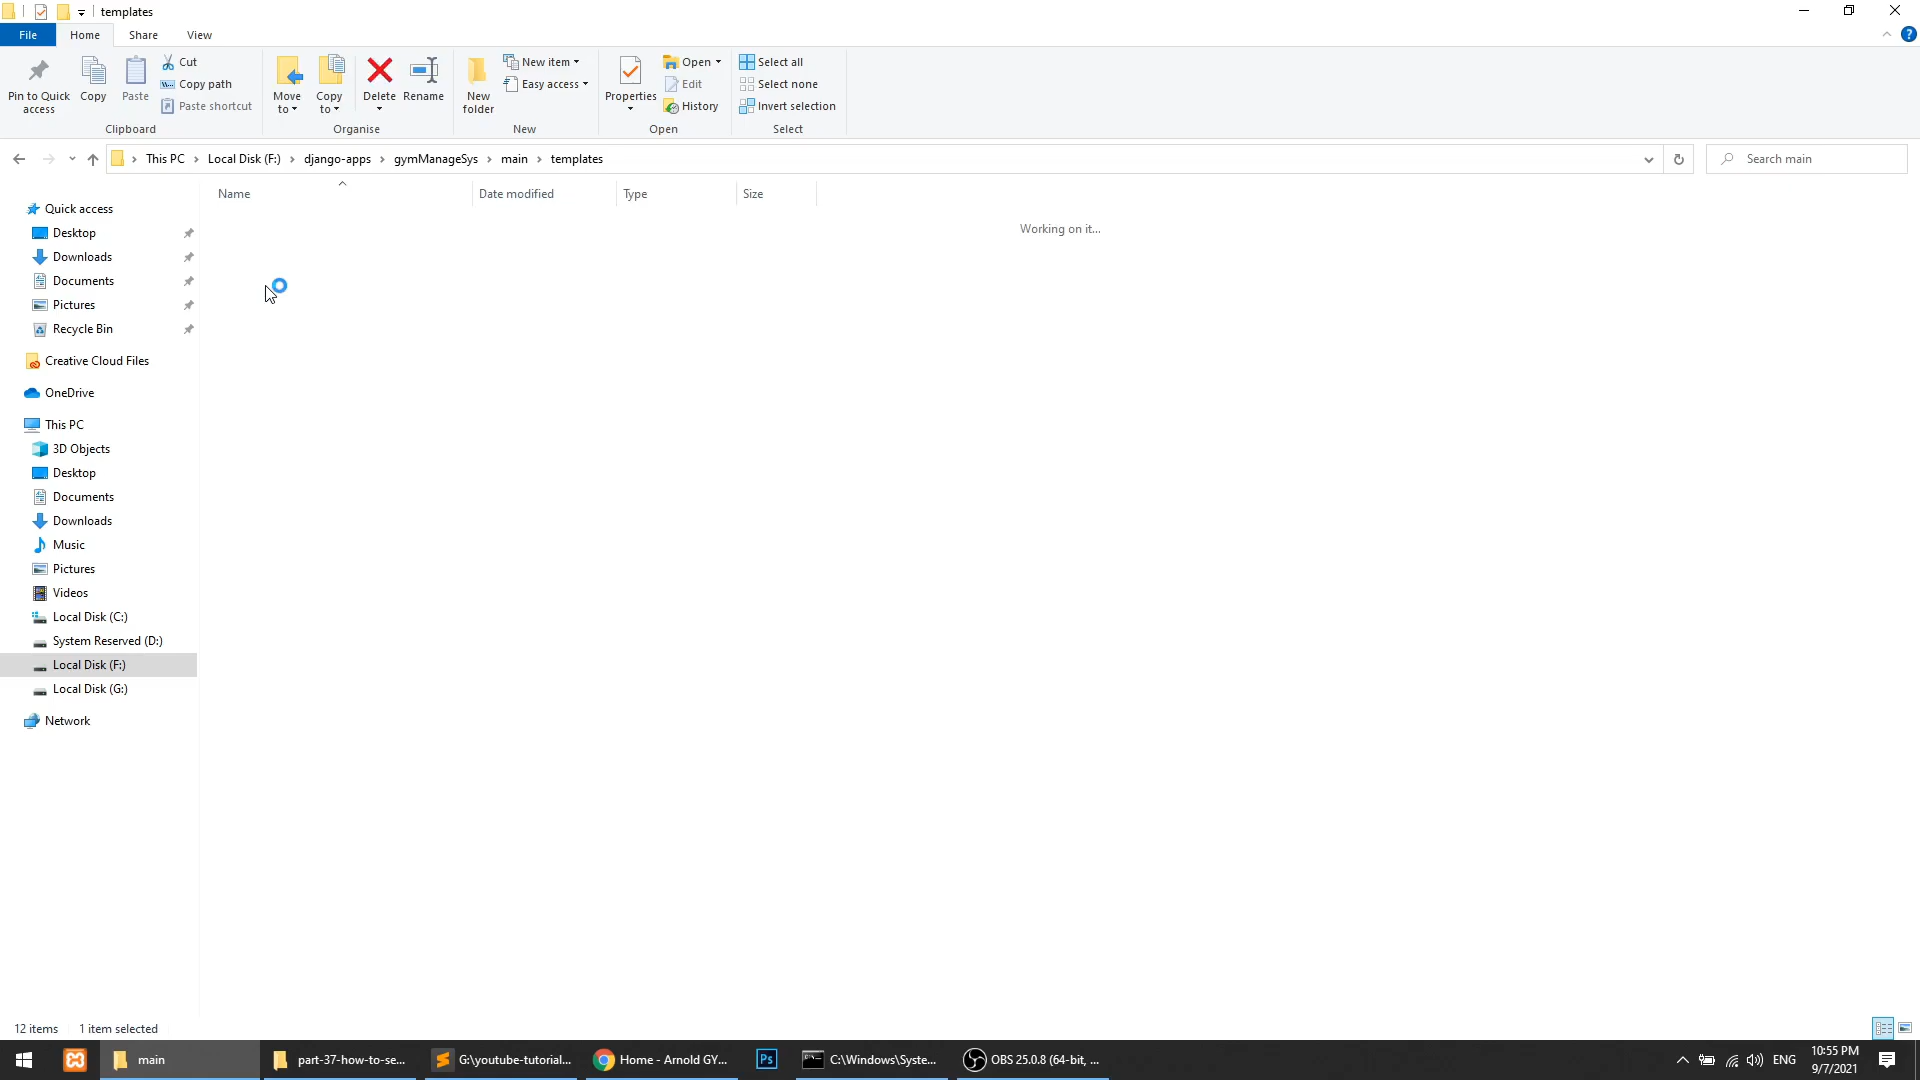 templates
File
Home
Share
View
Pin to Quick access
Copy
Paste
Cut
Copy path
Paste shortcut
Clipboard
Move to
Copy to
Delete
Rename
Organise
New folder
New item
Easy access
New
Properties
Open
Edit
History
Open
Select all
Select none
Invert selection
Select
This PC
Local Disk (F:)
django-apps
gymManageSys
main
templates
Search main
Name
Date modified
Type
Size
Working on it...
Quick access
Desktop
Downloads
Documents
Pictures
Recycle Bin
Creative Cloud Files
OneDrive
This PC
3D Objects
Desktop
Documents
Downloads
Music
Pictures
Videos
Local Disk (C:)
System Reserved (D:)
Local Disk (F:)
Local Disk (G:)
Network
12 items
1 item selected
main
part-37-how-to-se...
G:\youtube-tutorial...
Home - Arnold GY...
Ps
C:\Windows\Syste...
OBS 25.0.8 (64-bit, ...
ENG
10:55 PM
9/7/2021